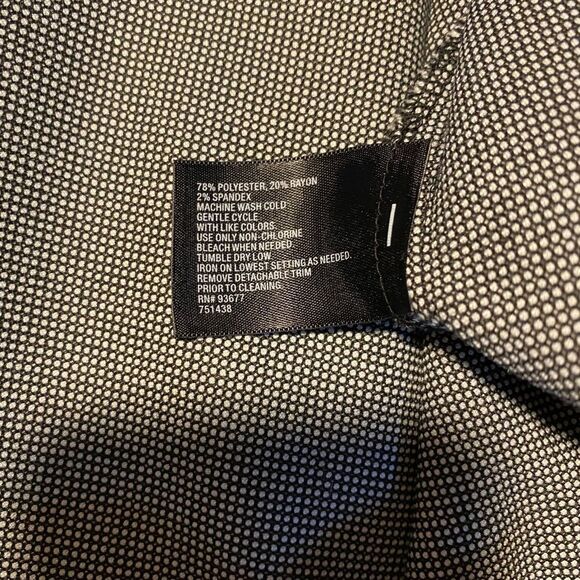 78% POLYESTER, 20% RAYON
2% SPANDEX
MACHINE WASH COLD
GENTLE CYCLE
WITH LIKE COLORS.
USE ONLY NON-CHLORINE
BLEACH WHEN NEEDED.
TUMBLE DRY LOW.
IRON ON LOWEST SETTING AS NEEDED.
REMOVE DETACHABLE TRIM
PRIOR TO CLEANING.
RN# 93677
751438